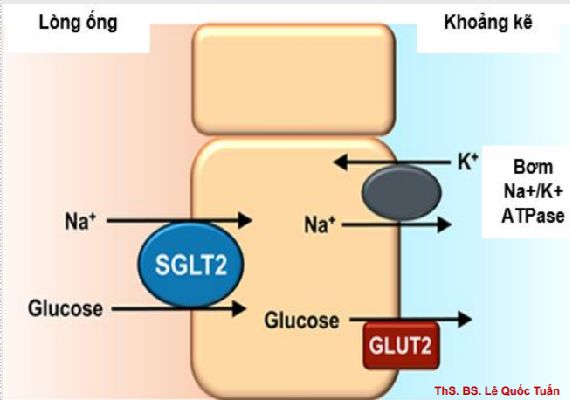 Lòng ống
Khoảng kẽ
K⁺
Bơm
Na+/K+
ATPase
Na⁺
Na⁺
SGLT2
Glucose
Glucose
GLUT2
ThS. BS. Lê Quốc Tuấn